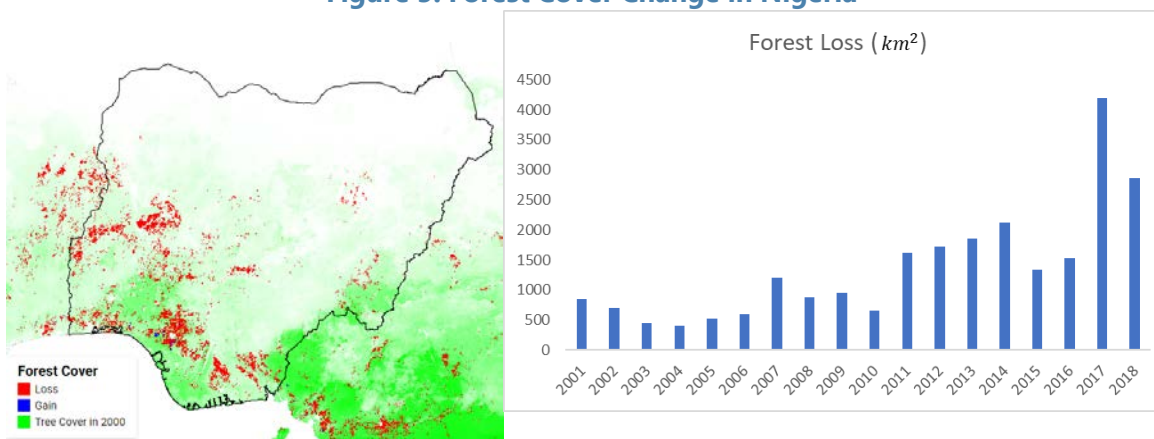 Figure Forest Cover Change in Nigeria
Forest Cover
Loss
Gain
Tree Cover In 2000
Forest Loss (km²)
4500
4000
3500
3000
2500
2000
1500
1000
500
0
2001 2002 2003 2004 2005 2006 2007 2008 2009 2010 2011 2012 2013 2014 2015 2016 2017 2018